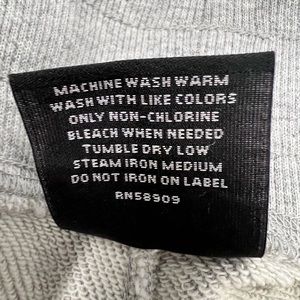 MACHINE WASH WARM
WASH WITH LIKE COLORS
ONLY NON-CHLORINE
BLEACH WHEN NEEDED
TUMBLE DRY LOW
STEAM IRON MEDIUM
DO NOT IRON ON LABEL
RN58909